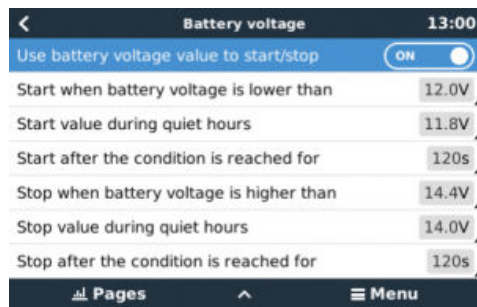 Battery voltage 13:00
Use battery voltage value to start/stop ON
Start when battery voltage is lower than 12.0V
Start value during quiet hours 11.8V
Start after the condition is reached for 120s
Stop when battery voltage is higher than 14.4V
Stop value during quiet hours 14.0V
Stop after the condition is reached for 120s
Pages Menu